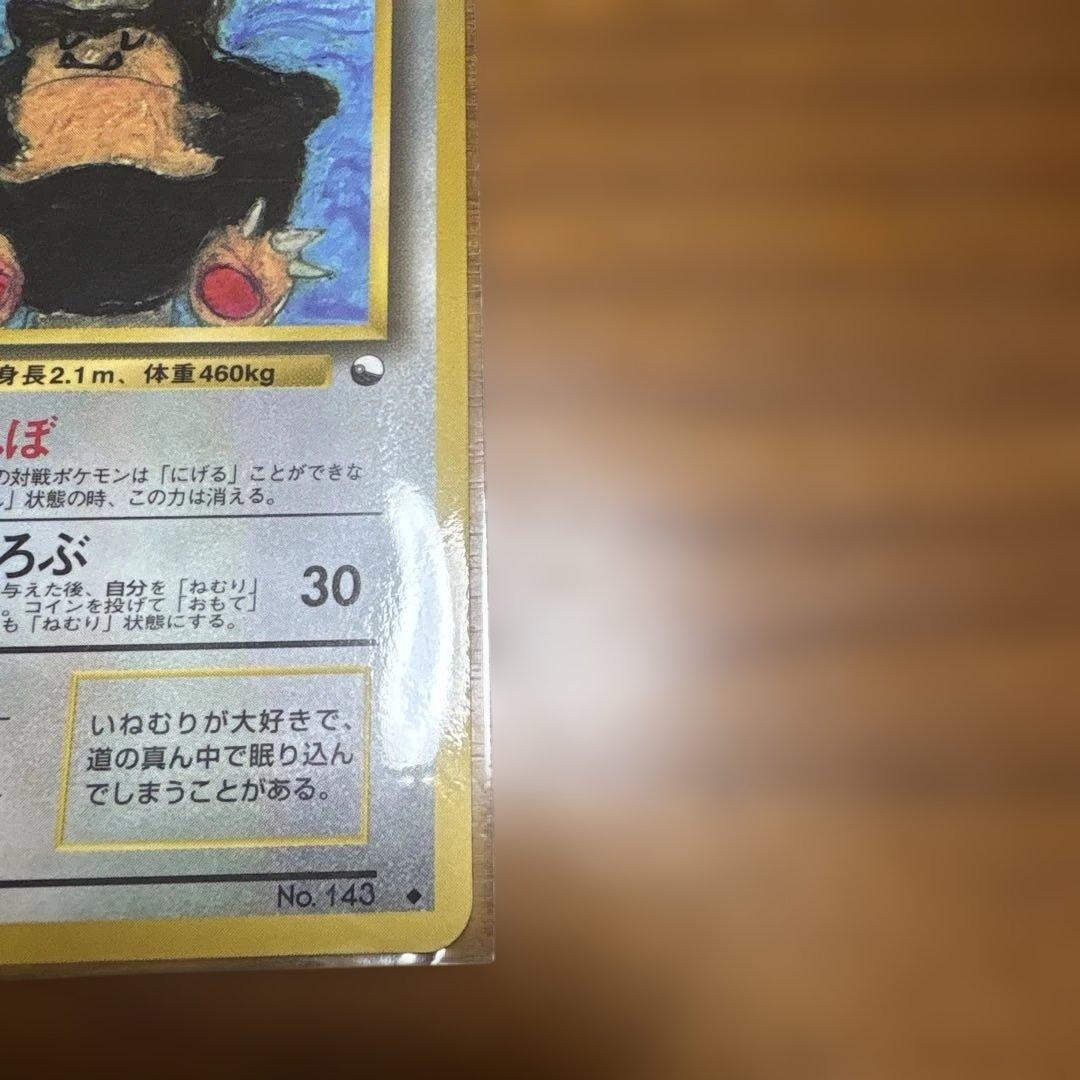 身長2.1m、体重460kg
んぼ
の対戦ポケモンは「にげる」ことができな
」状態の時、この力は消える。
ろぶ
与えた後、自分を「ねむり」
。コインを投げて「おもて」
も「ねむり」状態にする。
30
いねむりが大好きで、
道の真ん中で眠り込ん
でしまうことがある。
No. 143